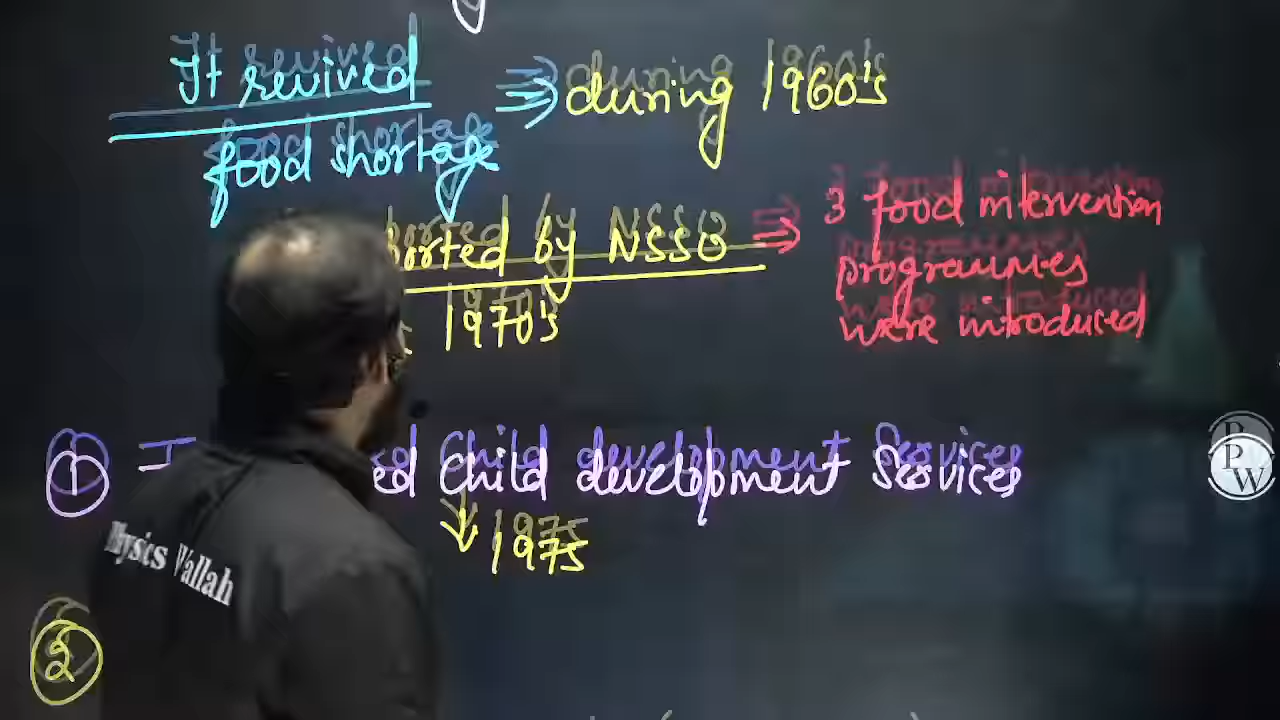 It revived ⇒ during 1960's
food shortage
orted by NSSO ⇒ 3 food intervention
1970's programmes
were introduced
① I ed Child development Services
↓ 1975
Physics Wallah
②
PW